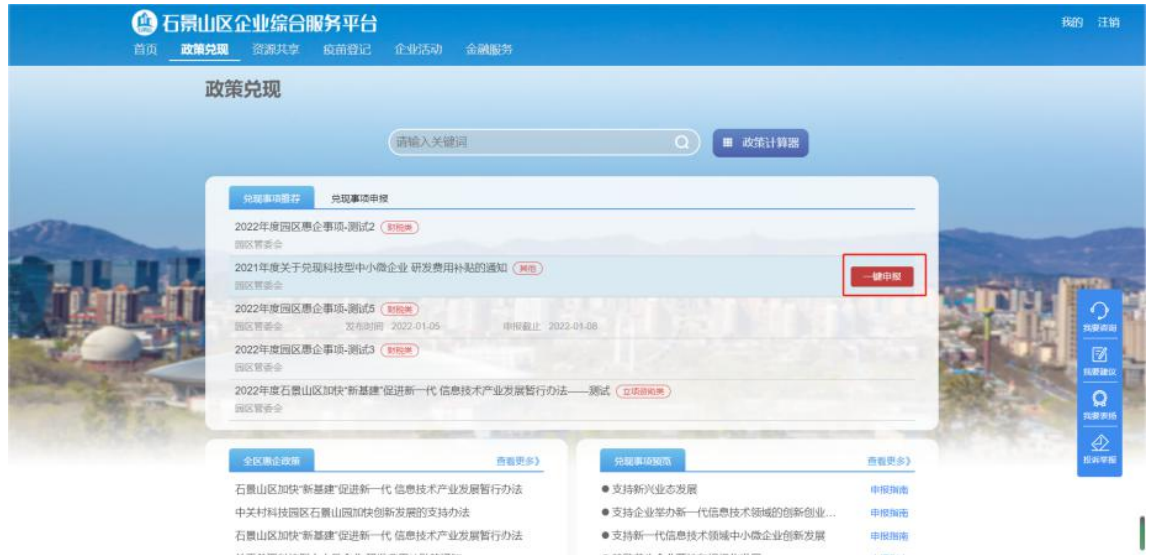 石景山区企业综合服务平台
我的 注销
首页 政策兑现 资源共享 疫苗登记 企业活动 金融服务
政策兑现
请输入关键词
政策计算器
兑现事项推荐 兑现事项申报
2022年度园区惠企事项-测试2 财税类
园区管委会
2021年度关于兑现科技型中小微企业 研发费用补贴的通知 其他
园区管委会
一键申报
2022年度园区惠企事项-测试5 财税类
园区管委会 发布时间 2022-01-05 申报截止 2022-01-08
2022年度园区惠企事项-测试3 财税类
园区管委会
2022年度石景山区加快“新基建”促进新一代 信息技术产业发展暂行办法——测试 立项资助类
园区管委会
我要咨询
我要建议
我要表扬
投诉举报
全区惠企政策 查看更多》
石景山区加快“新基建”促进新一代 信息技术产业发展暂行办法
中关村科技园区石景山园加快创新发展的支持办法
石景山区加快“新基建”促进新一代 信息技术产业发展暂行办法
兑现事项预览 查看更多》
●支持新兴业态发展 申报指南
●支持企业举办新一代信息技术领域的创新创业... 申报指南
●支持新一代信息技术领域中小微企业创新发展 申报指南